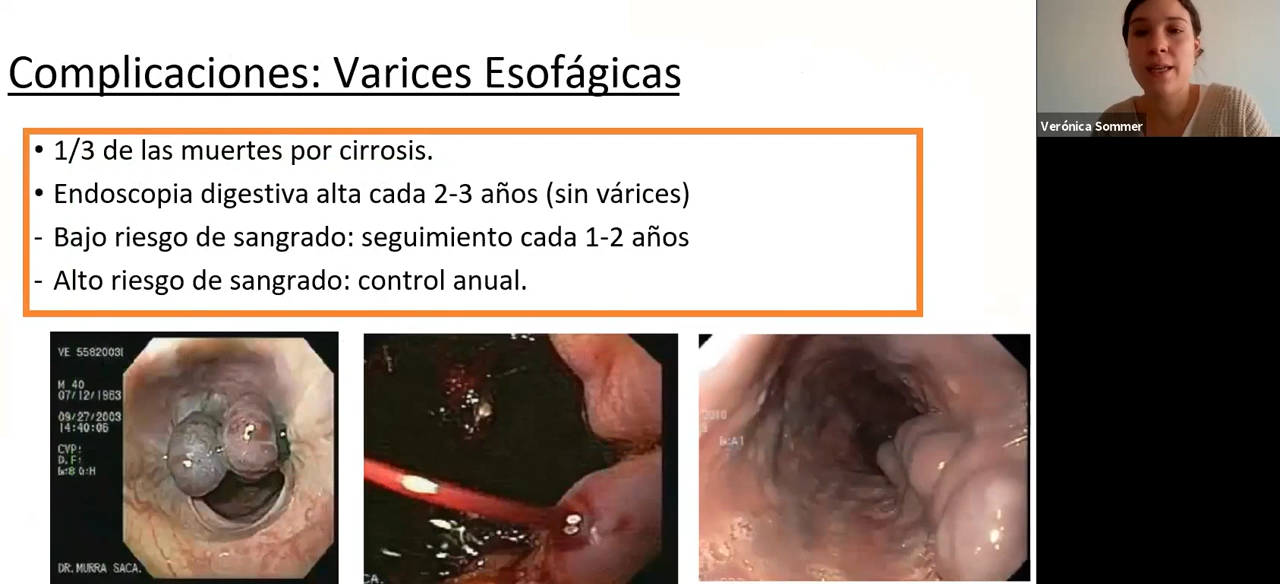 Complicaciones: Varices Esofágicas
Verónica Sommer
• 1/3 de las muertes por cirrosis.
• Endoscopia digestiva alta cada 2-3 años (sin várices)
- Bajo riesgo de sangrado: seguimiento cada 1-2 años
- Alto riesgo de sangrado: control anual.
VE 5582003
M 40
07/12/1963
09/27/2003
14:40:06
CVP:
D.F:
DR.MURRA SACA.
CA.
2010